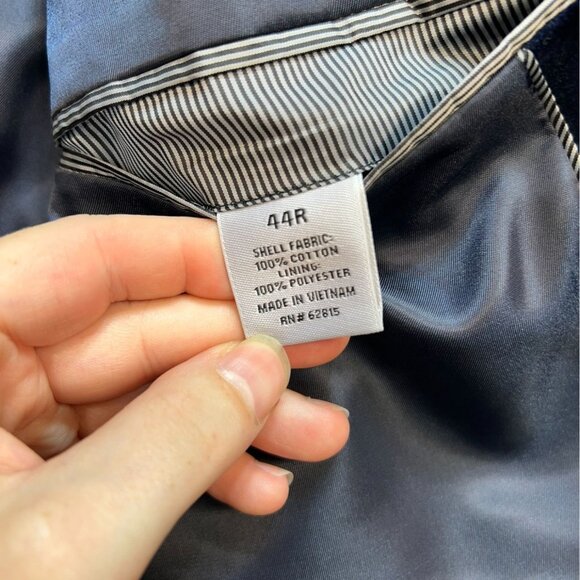 44R
SHELL FABRIC:
100% COTTON
LINING:
100% POLYESTER
MADE IN VIETNAM
RN# 62815